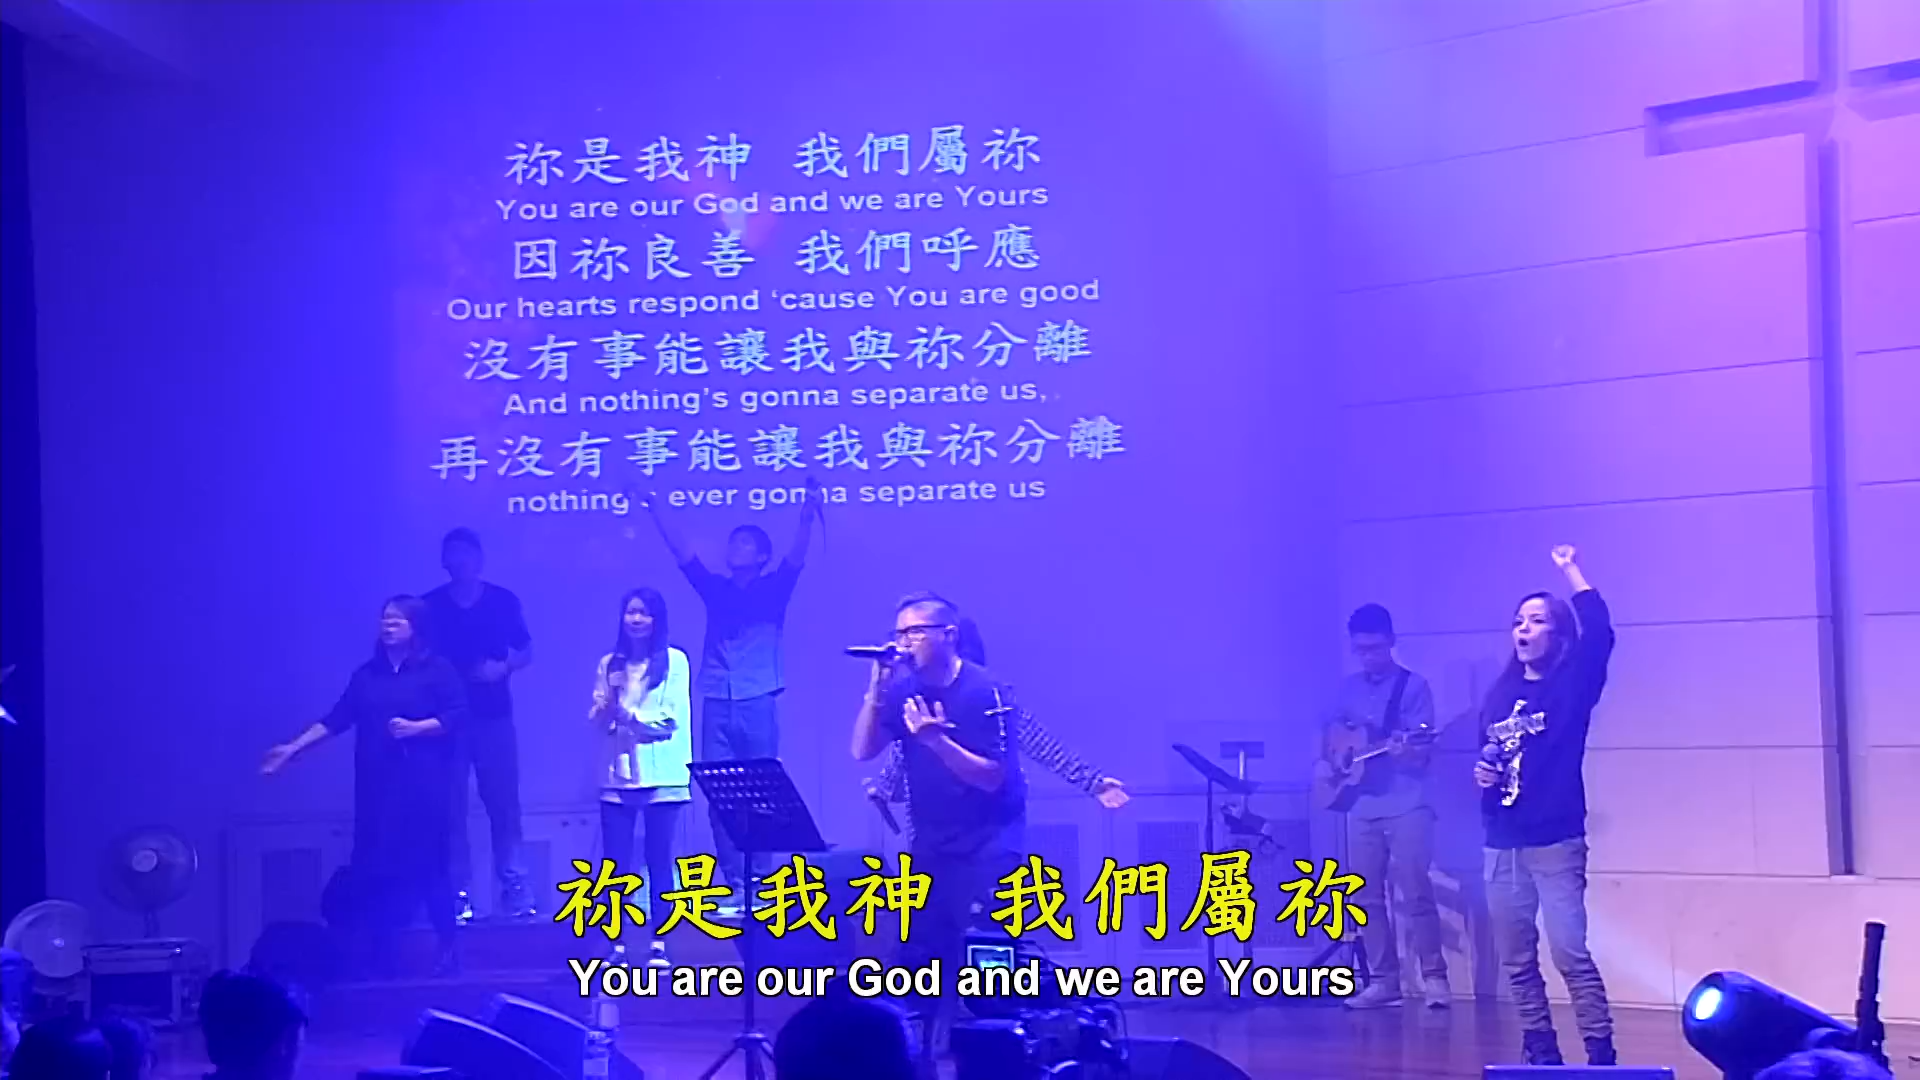 祢是我神 我們屬祢
You are our God and we are Yours
因祢良善 我們呼應
Our hearts respond ‘cause You are good
沒有事能讓我與祢分離
And nothing’s gonna separate us,
再沒有事能讓我與祢分離
nothing's ever gonna separate us
祢是我神 我們屬祢
You are our God and we are Yours